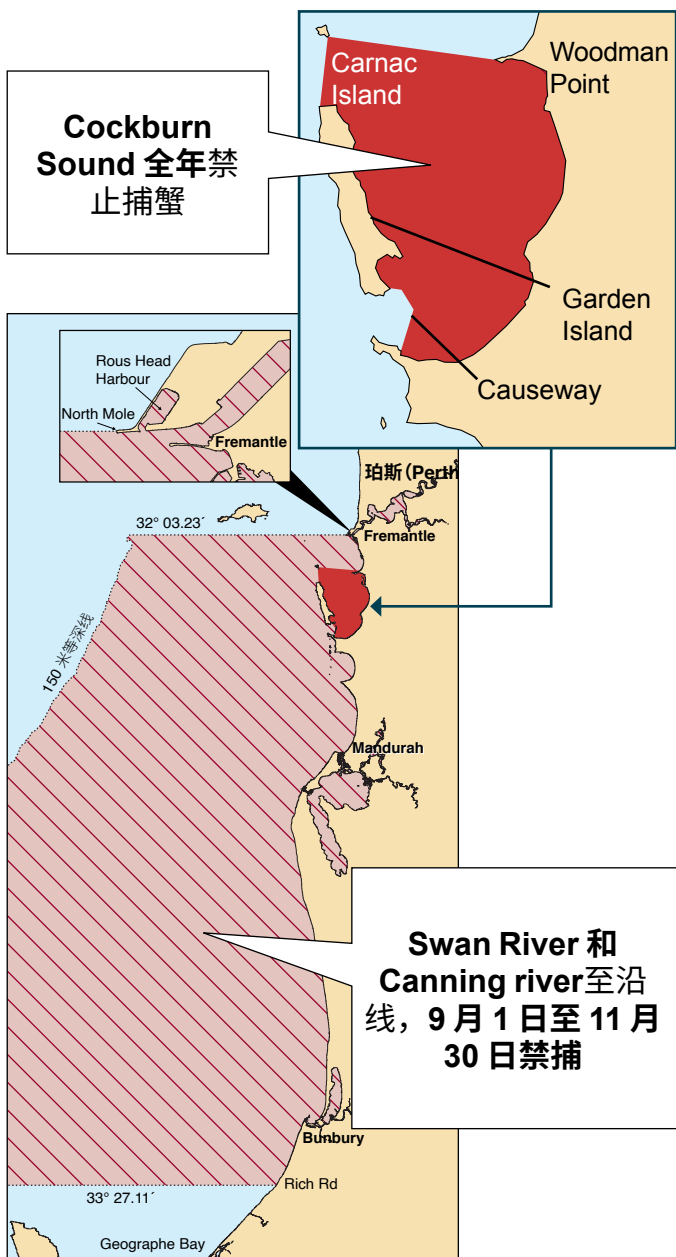 Carnac
Island
Woodman
Point
Cockburn
Sound 全年禁
止捕蟹
Garden
Island
Causeway
Rous Head
Harbour
North Mole
Fremantle
珀斯（Perth
32° 03.23´
Fremantle
150 米等深线
Mandurah
Swan River 和
Canning river至沿
线，9 月 1 日至 11 月
30 日禁捕
Bunbury
Rich Rd
33° 27.11´
Geographe Bay